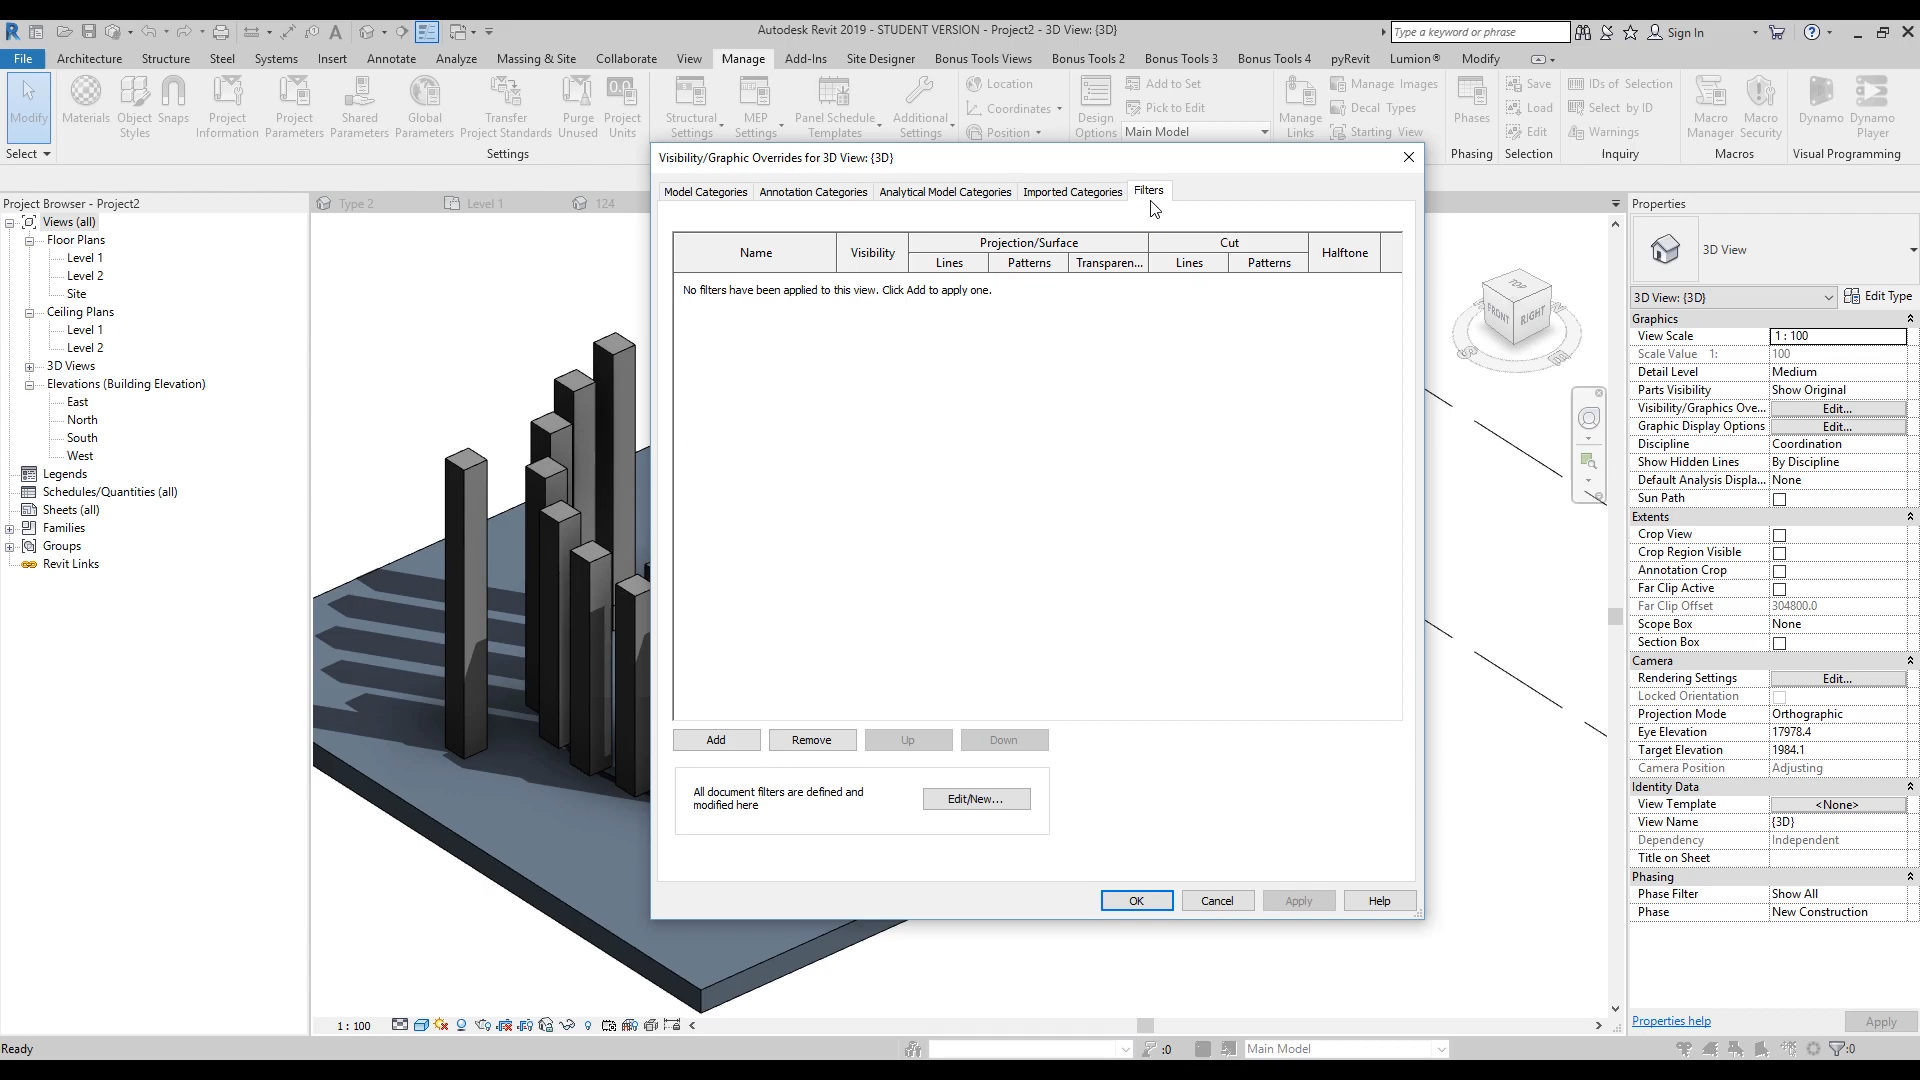 Autodesk Revit 2019 - STUDENT VERSION - Project2 - 3D View: {3D}
Type a keyword or phrase
Sign In
File Architecture Structure Steel Systems Insert Annotate Analyze Massing & Site Collaborate View Manage Add-Ins Site Designer Bonus Tools Views Bonus Tools 2 Bonus Tools 3 Bonus Tools 4 pyRevit Lumion® Modify
Modify
Materials
Object Styles
Snaps
Project Information
Project Parameters
Shared Parameters
Global Parameters
Transfer Project Standards
Purge Unused
Project Units
Structural Settings
MEP Settings
Panel Schedule Templates
Additional Settings
Location
Coordinates
Position
Design Options
Add to Set
Pick to Edit
Main Model
Manage Links
Manage Images
Decal Types
Starting View
Phases
Save
Load
Edit
IDs of Selection
Select by ID
Warnings
Macro Manager
Macro Security
Dynamo
Dynamo Player
Select
Settings
Phasing
Selection
Inquiry
Macros
Visual Programming
Project Browser - Project2
Views (all)
Floor Plans
Level 1
Level 2
Site
Ceiling Plans
Level 1
Level 2
3D Views
Elevations (Building Elevation)
East
North
South
West
Legends
Schedules/Quantities (all)
Sheets (all)
Families
Groups
Revit Links
Type 2
Level 1
124
Visibility/Graphic Overrides for 3D View: {3D}
Model Categories Annotation Categories Analytical Model Categories Imported Categories Filters
Name Visibility Projection/Surface Cut Halftone
Lines Patterns Transparen... Lines Patterns
No filters have been applied to this view. Click Add to apply one.
Add Remove Up Down
All document filters are defined and
modified here
Edit/New...
OK Cancel Apply Help
TOP
FRONT
RIGHT
Properties
3D View
3D View: {3D} Edit Type
Graphics
View Scale 1 : 100
Scale Value 1: 100
Detail Level Medium
Parts Visibility Show Original
Visibility/Graphics Ove... Edit...
Graphic Display Options Edit...
Discipline Coordination
Show Hidden Lines By Discipline
Default Analysis Displa... None
Sun Path
Extents
Crop View
Crop Region Visible
Annotation Crop
Far Clip Active
Far Clip Offset 304800.0
Scope Box None
Section Box
Camera
Rendering Settings Edit...
Locked Orientation
Projection Mode Orthographic
Eye Elevation 17978.4
Target Elevation 1984.1
Camera Position Adjusting
Identity Data
View Template <None>
View Name {3D}
Dependency Independent
Title on Sheet
Phasing
Phase Filter Show All
Phase New Construction
Properties help Apply
1 : 100
Ready
:0
Main Model
:0